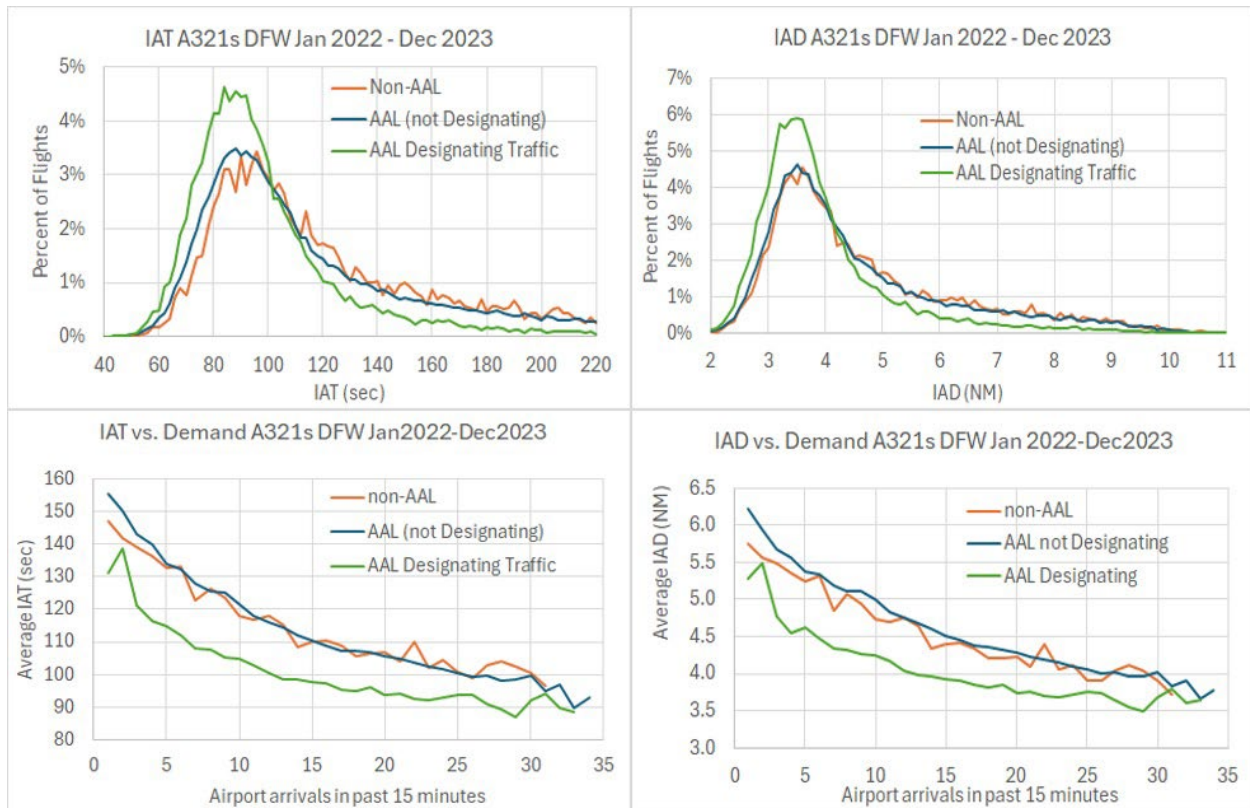 IAT A321s DFW Jan 2022 - Dec 2023
5%
4%
3%
2%
1%
0%
Percent of Flights
Non-AAL
AAL (not Designating)
AAL Designating Traffic
40 60 80 100 120 140 160 180 200 220
IAT (sec)
IAD A321s DFW Jan 2022 - Dec 2023
7%
6%
5%
4%
3%
2%
1%
0%
Percent of Flights
Non-AAL
AAL (not Designating)
AAL Designating Traffic
2 3 4 5 6 7 8 9 10 11
IAD (NM)
IAT vs. Demand A321s DFW Jan2022-Dec2023
160
150
140
130
120
110
100
90
80
Average IAT (sec)
non-AAL
AAL (not Designating)
AAL Designating Traffic
0 5 10 15 20 25 30 35
Airport arrivals in past 15 minutes
IAD vs. Demand A321s DFW Jan 2022-Dec2023
6.5
6.0
5.5
5.0
4.5
4.0
3.5
3.0
Average IAD (NM)
non-AAL
AAL not Designating
AAL Designating
0 5 10 15 20 25 30 35
Airport arrivals in past 15 minutes